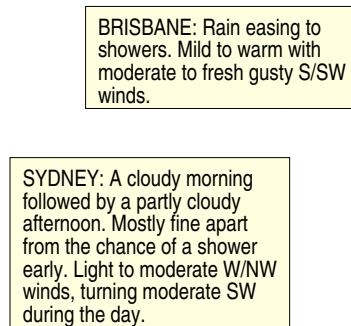 BRISBANE: Rain easing to
showers. Mild to warm with
moderate to fresh gusty S/SW
winds.
SYDNEY: A cloudy morning
followed by a partly cloudy
afternoon. Mostly fine apart
from the chance of a shower
early. Light to moderate W/NW
winds, turning moderate SW
during the day.